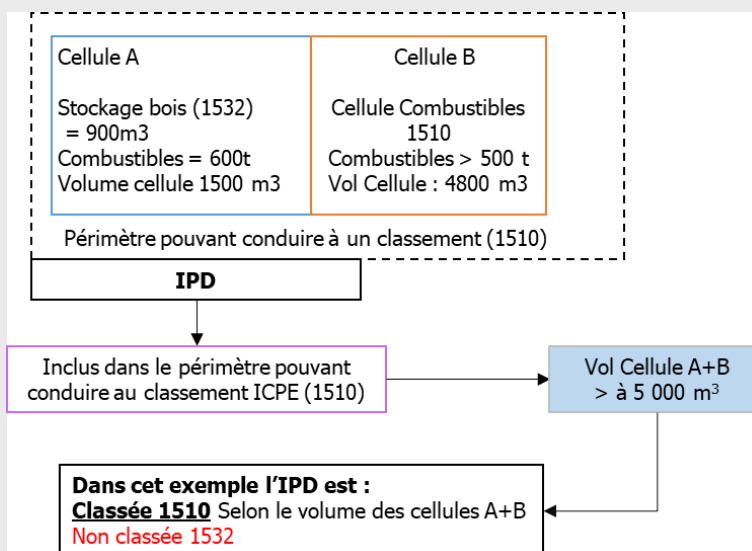 Cellule A
Stockage bois (1532)
= 900m3
Combustibles = 600t
Volume cellule 1500 m3
Cellule B
Cellule Combustibles
1510
Combustibles > 500 t
Vol Cellule : 4800 m3
Périmètre pouvant conduire à un classement (1510)
IPD
Inclus dans le périmètre pouvant
conduire au classement ICPE (1510)
Vol Cellule A+B
> à 5 000 m³
Dans cet exemple l'IPD est :
Classée 1510 Selon le volume des cellules A+B
Non classée 1532